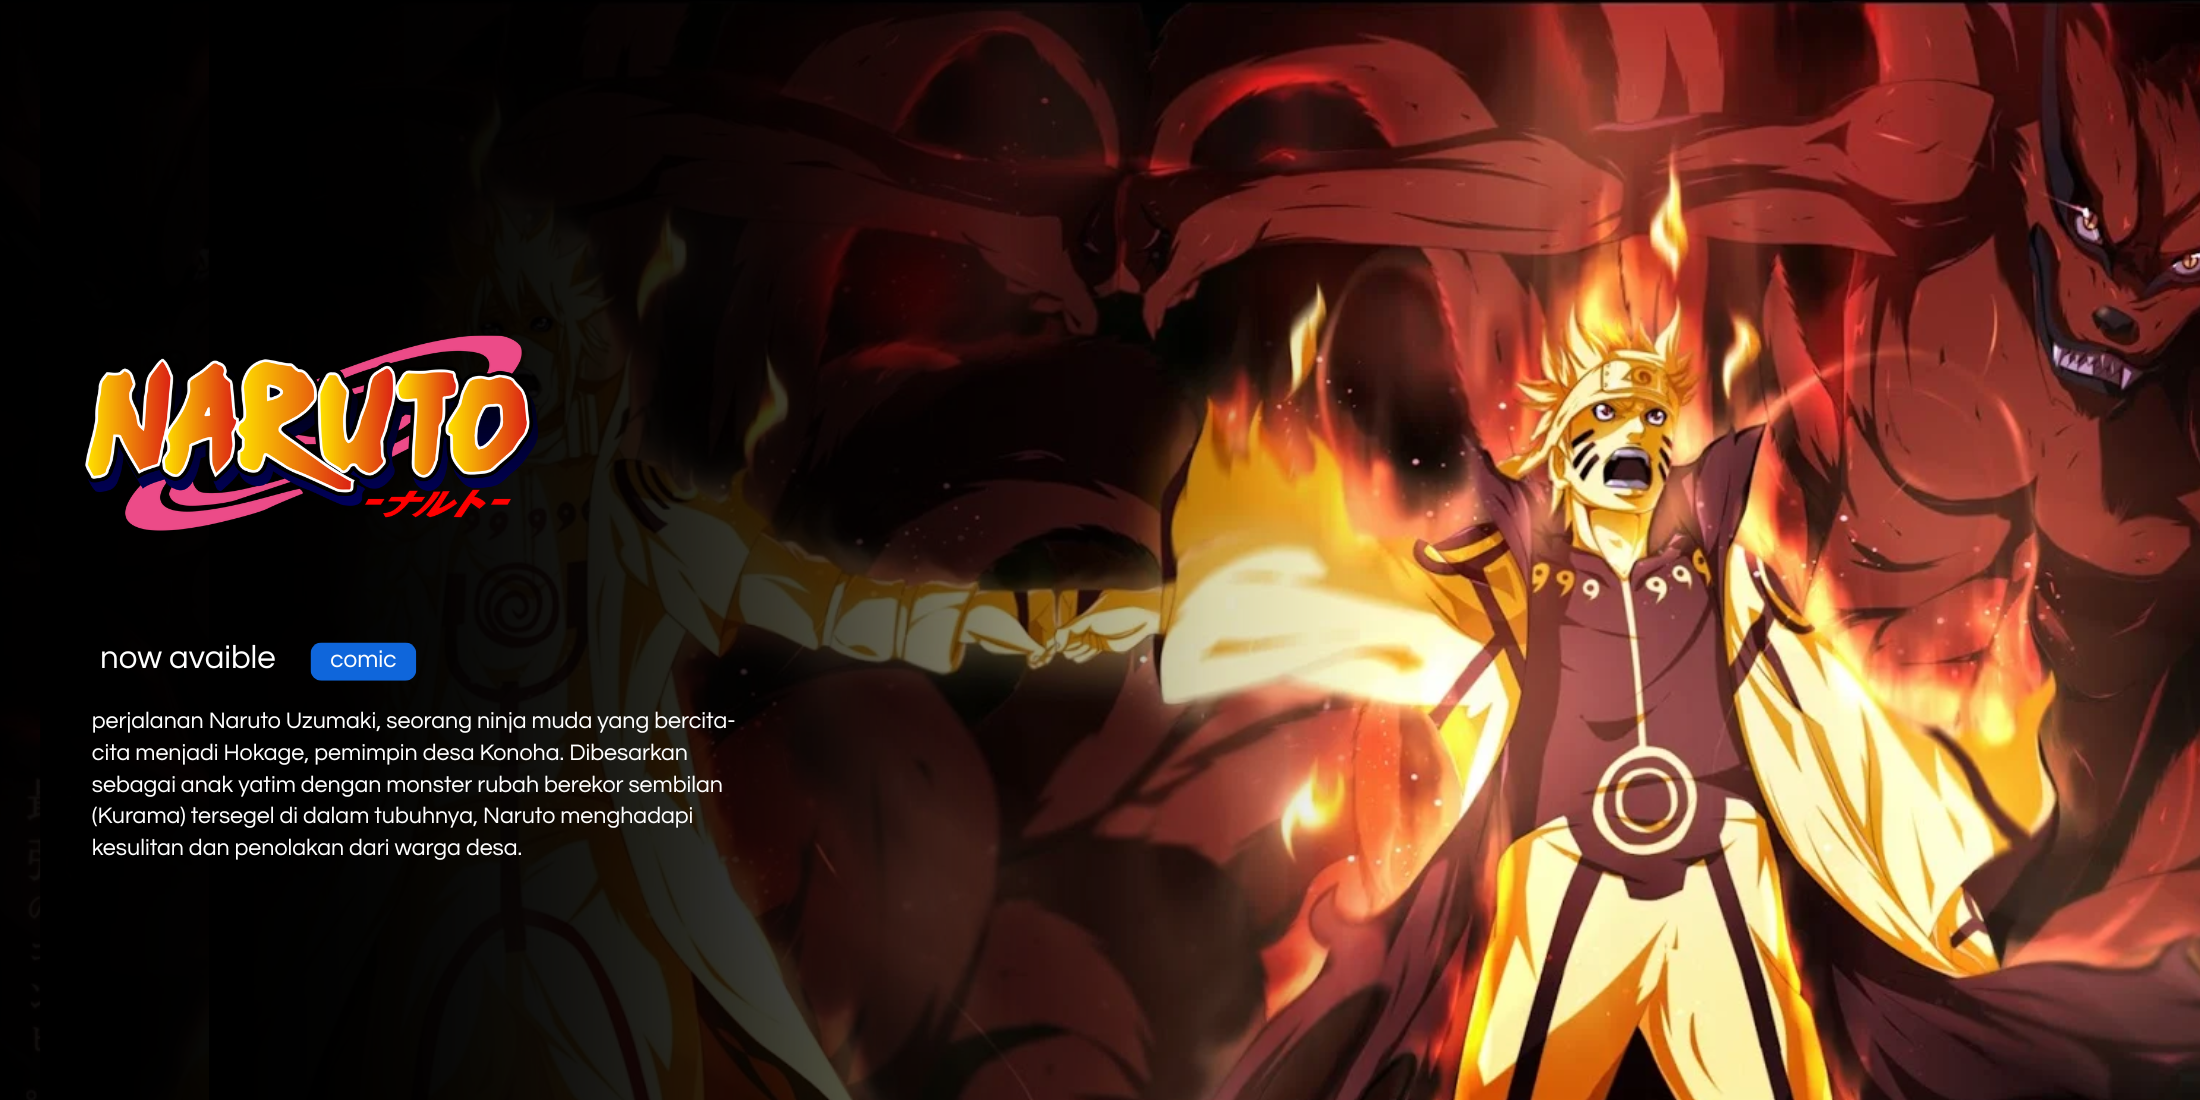 NARUTO
-ナルト-
now avaible
comic
perjalanan Naruto Uzumaki, seorang ninja muda yang bercita-
cita menjadi Hokage, pemimpin desa Konoha. Dibesarkan
sebagai anak yatim dengan monster rubah berekor sembilan
(Kurama) tersegel di dalam tubuhnya, Naruto menghadapi
kesulitan dan penolakan dari warga desa.